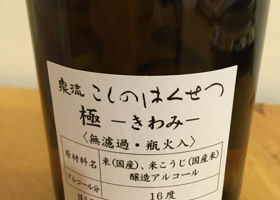 泉流 こしのはくせつ
極 ーきわみー
〈無濾過・瓶火入〉
原材料名 米(国産)、米こうじ(国産米)
醸造アルコール
アルコール分 16度